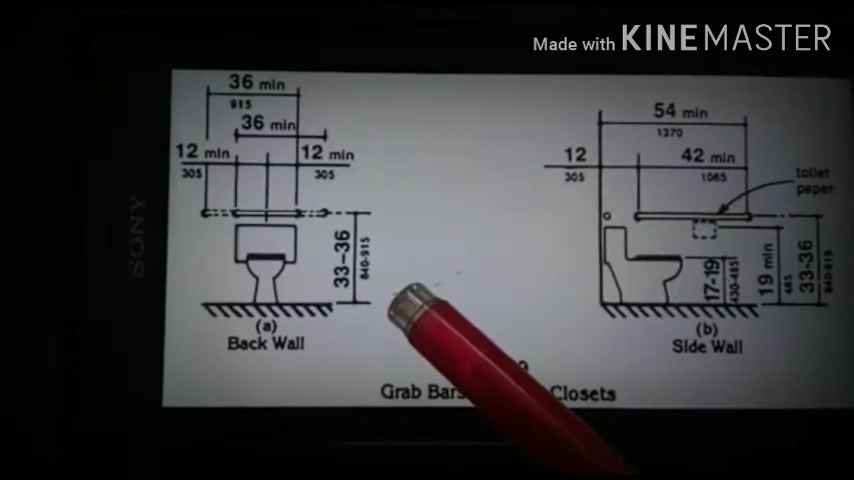 Made with KINEMASTER
SONY
36 min
915
36 min
12 min
12 min
305
305
33-36
840-915
(a)
Back Wall
54 min
1370
12
42 min
305
1065
toilet
paper
17-19
430-485
19 min
485
33-36
840-915
(b)
Side Wall
Grab Bars
Closets